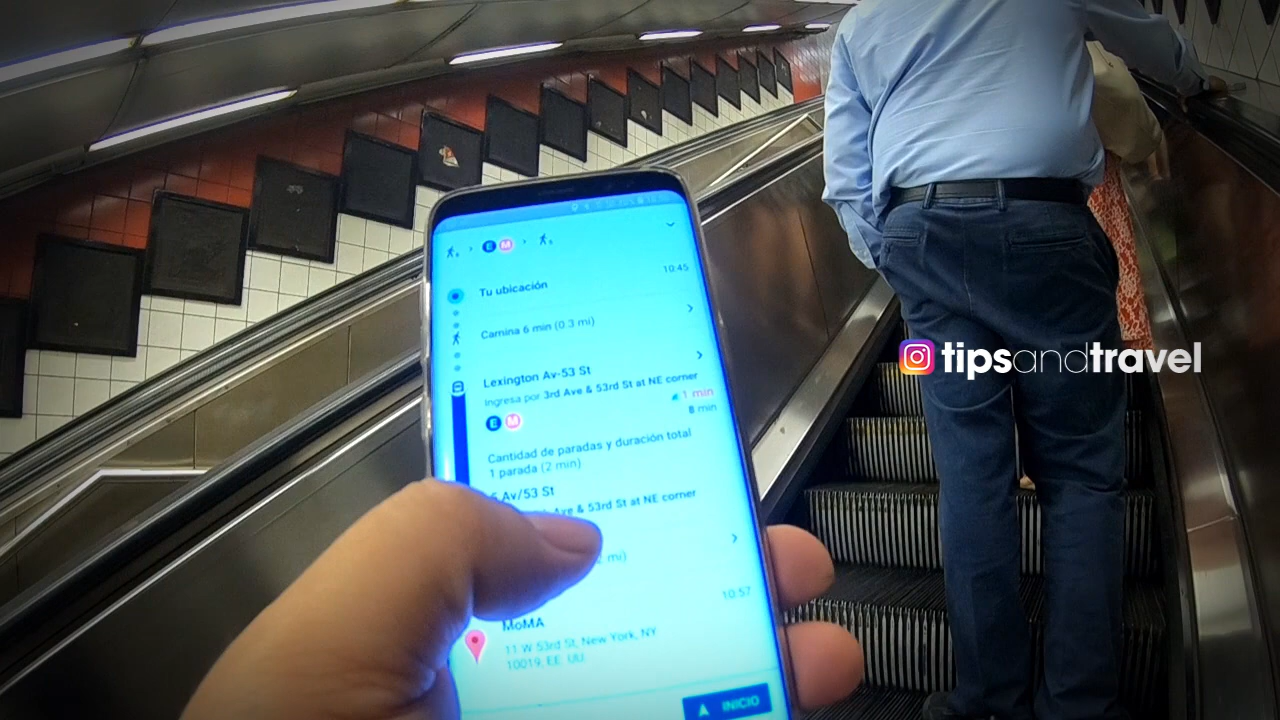 E M
10:45
Tu ubicación
Camina 6 min (0.3 mi)
Lexington Av-53 St
Ingresa por 3rd Ave & 53rd St at NE corner
E M
1 min
8 min
Cantidad de paradas y duración total
1 parada (2 min)
Av/53 St
Ave & 53rd St at NE corner
mi)
10:57
MoMA
11 W 53rd St, New York, NY
10019, EE. UU.
INICIO
tipsandtravel